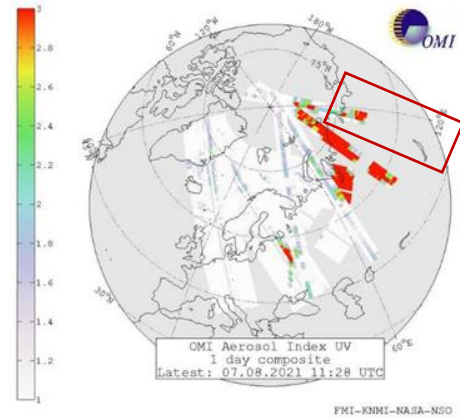 3
2.8
2.6
2.4
2.2
2
1.8
1.6
1.4
1.2
1
60°N
120°W
180°W
75°N
120°E
30°N
60°E
OMI
OMI Aerosol Index UV
1 day composite
Latest: 07.08.2021 11:28 UTC
FMI-KNMI-NASA-NSO